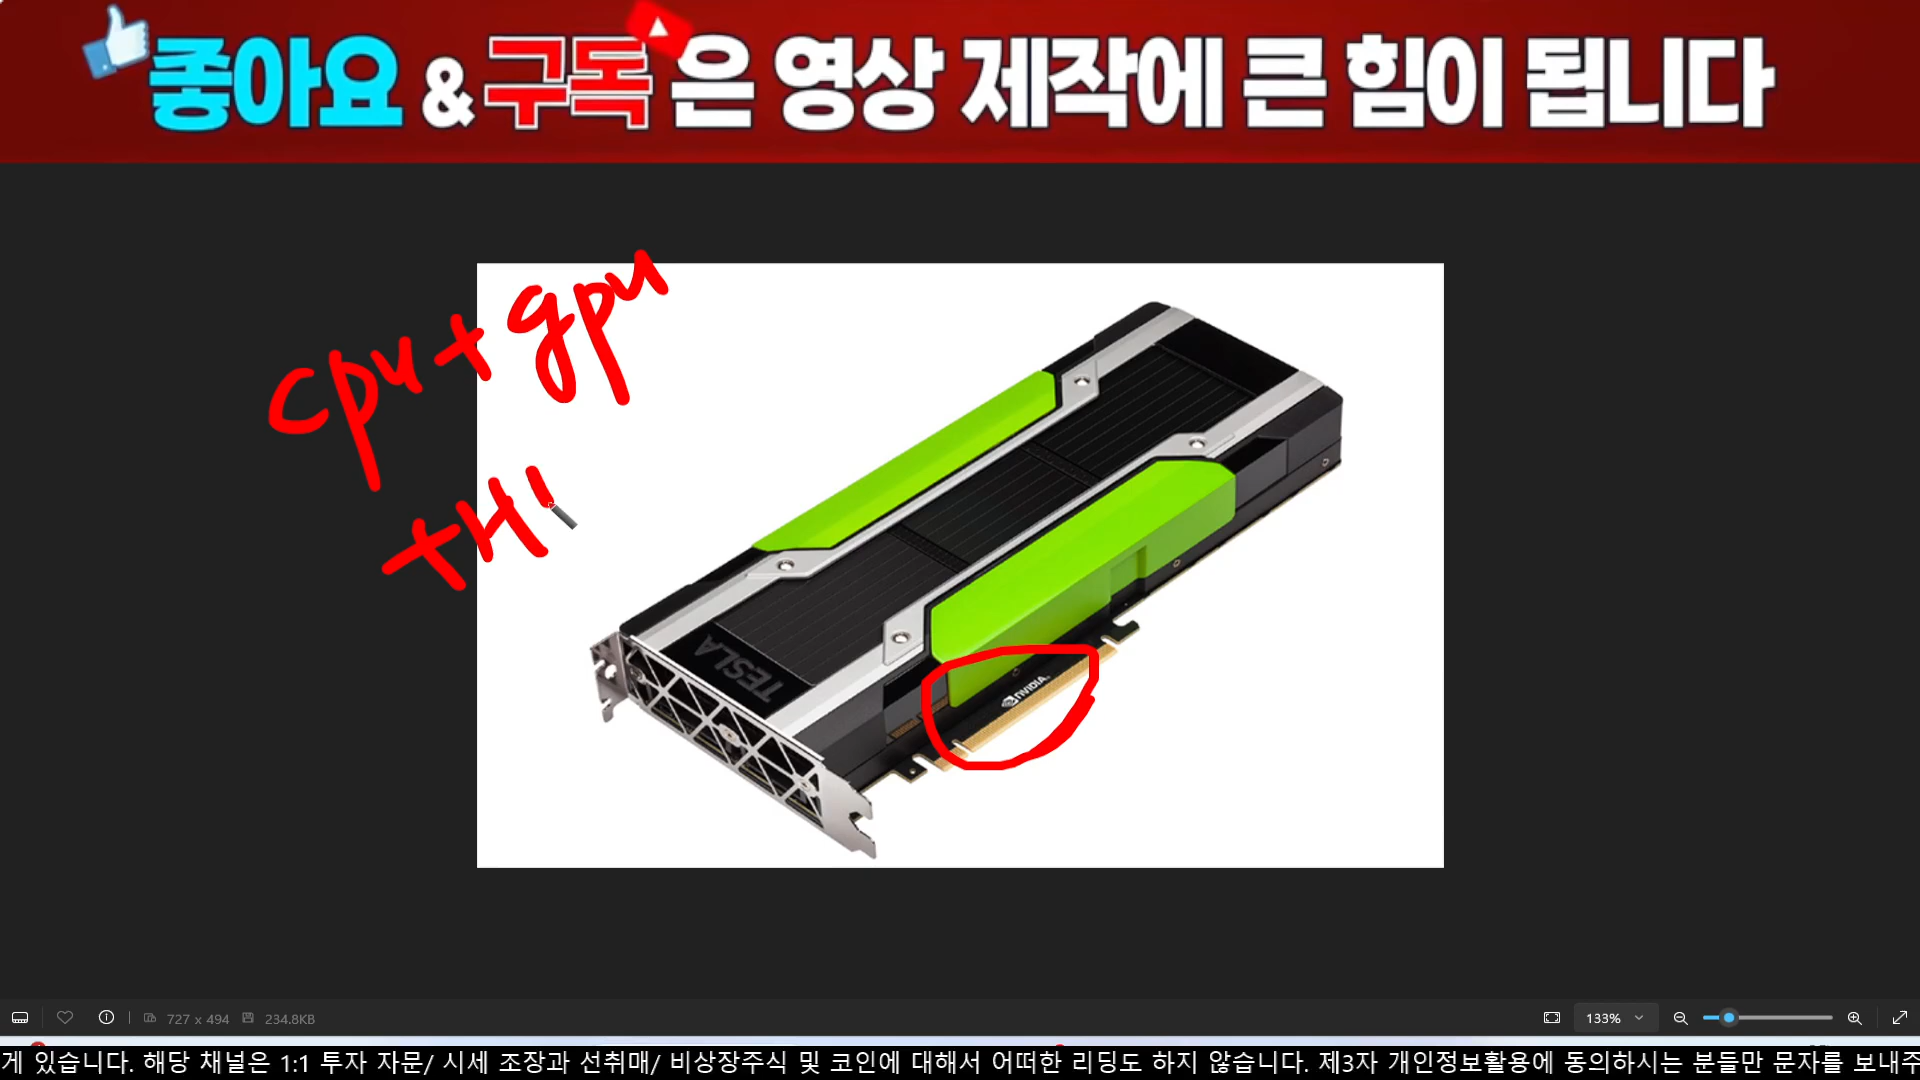 좋아요 & 구독은 영상 제작에 큰 힘이 됩니다
cpu+gpu
+H
TESLA
NVIDIA
727 x 494
234.8KB
133%
게 있습니다. 해당 채널은 1:1 투자 자문/ 시세 조장과 선취매/ 비상장주식 및 코인에 대해서 어떠한 리딩도 하지 않습니다. 제3자 개인정보활용에 동의하시는 분들만 문자를 보내주